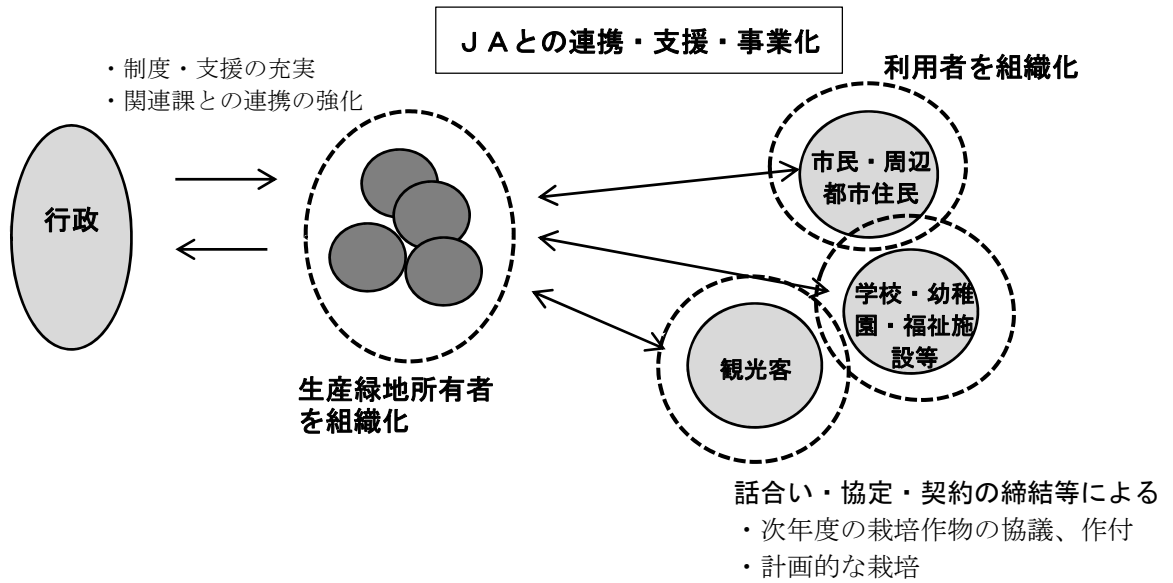 ＪＡとの連携・支援・事業化
・制度・支援の充実
・関連課との連携の強化
利用者を組織化
行政
市民・周辺
都市住民
学校・幼稚
園・福祉施
設等
観光客
生産緑地所有者
を組織化
話合い・協定・契約の締結等による
・次年度の栽培作物の協議、作付
・計画的な栽培